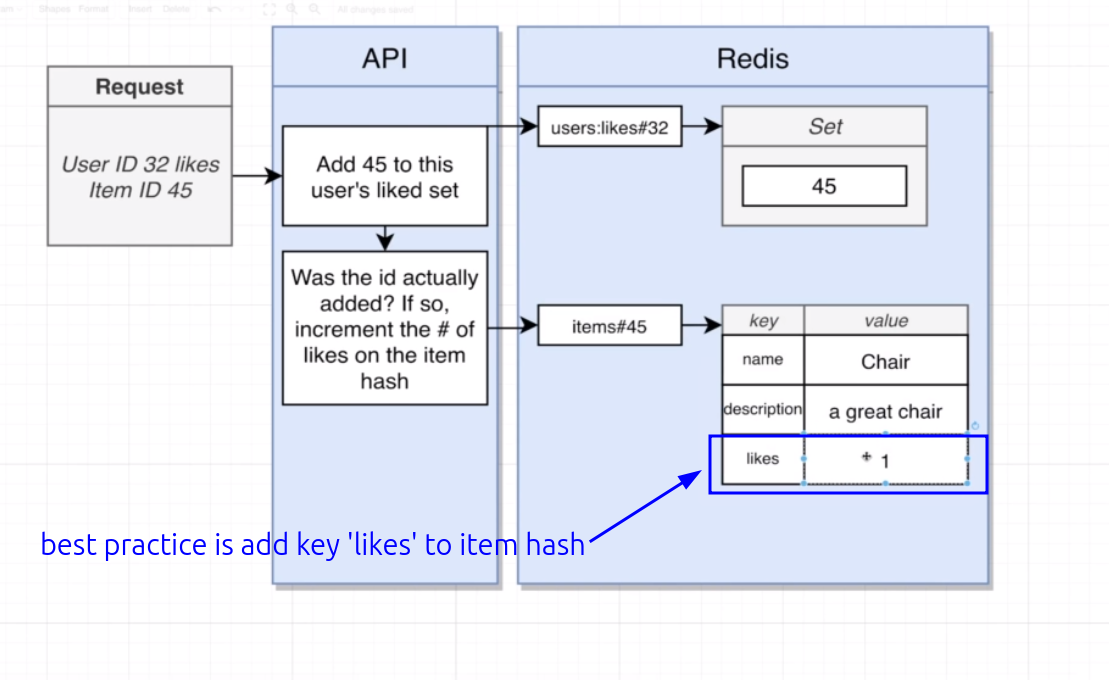 Shapes Format Insert Delete All changes saved
API
Redis
Request
User ID 32 likes
Item ID 45
Add 45 to this
user's liked set
users:likes#32
Set
45
Was the id actually
added? If so,
increment the # of
likes on the item
hash
items#45
key value
name Chair
description a great chair
likes 1
best practice is add key 'likes' to item hash